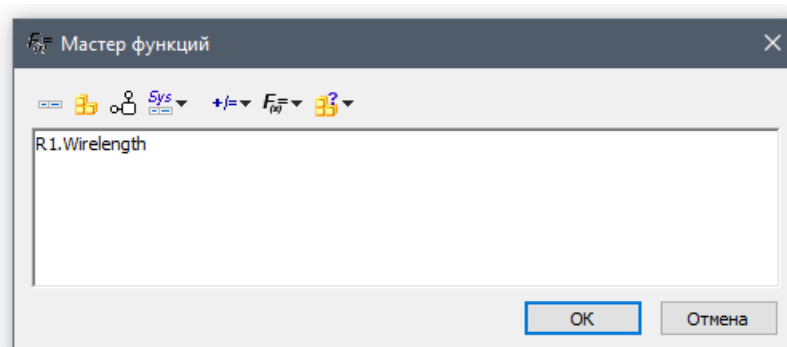 Мастер функций
Sys +/= F(x)= ?
R1.Wirelength
OK Отмена